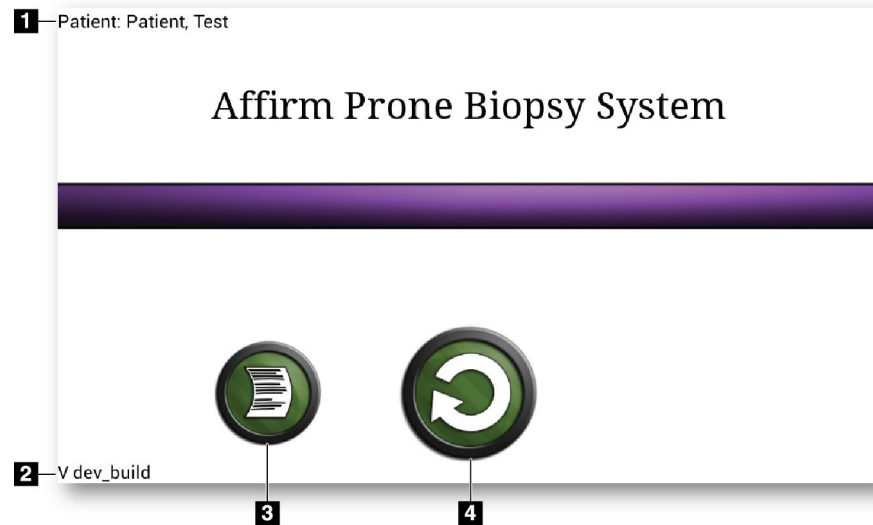 1 Patient: Patient, Test
Affirm Prone Biopsy System
2 V dev_build
3 4